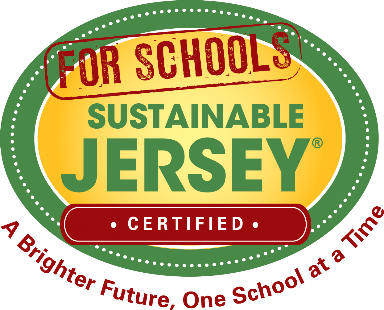 FOR SCHOOLS
SUSTAINABLE
JERSEY®
• CERTIFIED •
A Brighter Future, One School at a Time